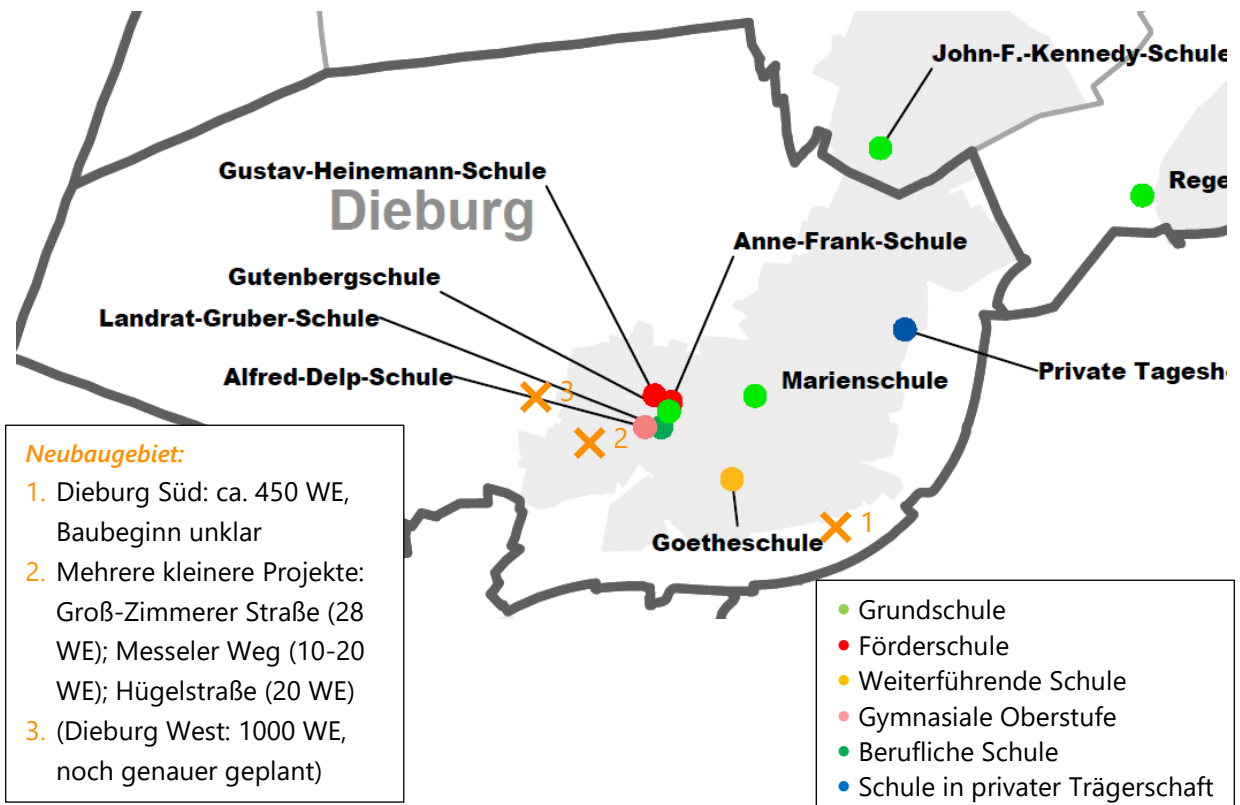 John-F.-Kennedy-Schule
Gustav-Heinemann-Schule
Rege
Dieburg
Anne-Frank-Schule
Gutenbergschule
Landrat-Gruber-Schule
Private Tagesh
Alfred-Delp-Schule
Marienschule
3
2
Goetheschule
1
Neubaugebiet:
1. Dieburg Süd: ca. 450 WE,
Baubeginn unklar
2. Mehrere kleinere Projekte:
Groß-Zimmerer Straße (28
WE); Messeler Weg (10-20
WE); Hügelstraße (20 WE)
3. (Dieburg West: 1000 WE,
noch genauer geplant)
• Grundschule
• Förderschule
• Weiterführende Schule
• Gymnasiale Oberstufe
• Berufliche Schule
• Schule in privater Trägerschaft